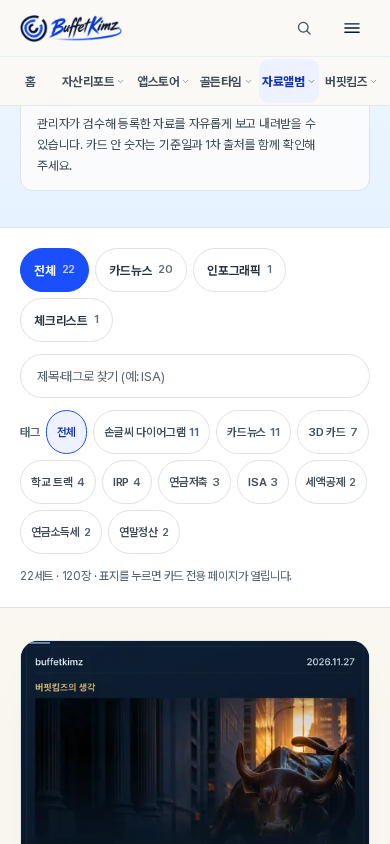 BuffetKimz
홈 자산리포트 앱스토어 골든타임 자료앨범 버핏킴즈
관리자가 검수해 등록한 자료를 자유롭게 보고 내려받을 수
있습니다. 카드 안 숫자는 기준일과 1차 출처를 함께 확인해
주세요.
전체 22 카드뉴스 20 인포그래픽 1
체크리스트 1
제목·태그로 찾기 (예: ISA)
태그 전체 손글씨 다이어그램 11 카드뉴스 11 3D 카드 7
학교 트랙 4 IRP 4 연금저축 3 ISA 3 세액공제 2
연금소득세 2 연말정산 2
22세트 · 120장 · 표지를 누르면 카드 전용 페이지가 열립니다.
buffetkimz 2026.11.27
버핏킴즈의 생각